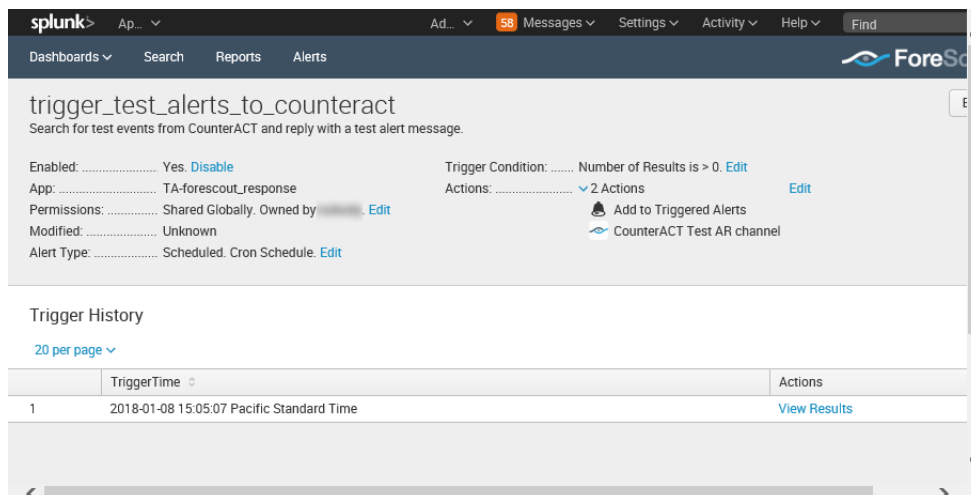 splunk> Ap... Ad... 58 Messages Settings Activity Help Find
Dashboards Search Reports Alerts ForeSc
trigger_test_alerts_to_counteract
Search for test events from CounterACT and reply with a test alert message.
Enabled: ...................... Yes. Disable
Trigger Condition: ....... Number of Results is > 0. Edit
App: ............................ TA-forescout_response
Actions: ...................... 2 Actions Edit
Permissions: .............. Shared Globally. Owned by . Edit
Add to Triggered Alerts
Modified: .................... Unknown
CounterACT Test AR channel
Alert Type: .................. Scheduled. Cron Schedule. Edit
Trigger History
20 per page
TriggerTime Actions
1 2018-01-08 15:05:07 Pacific Standard Time View Results